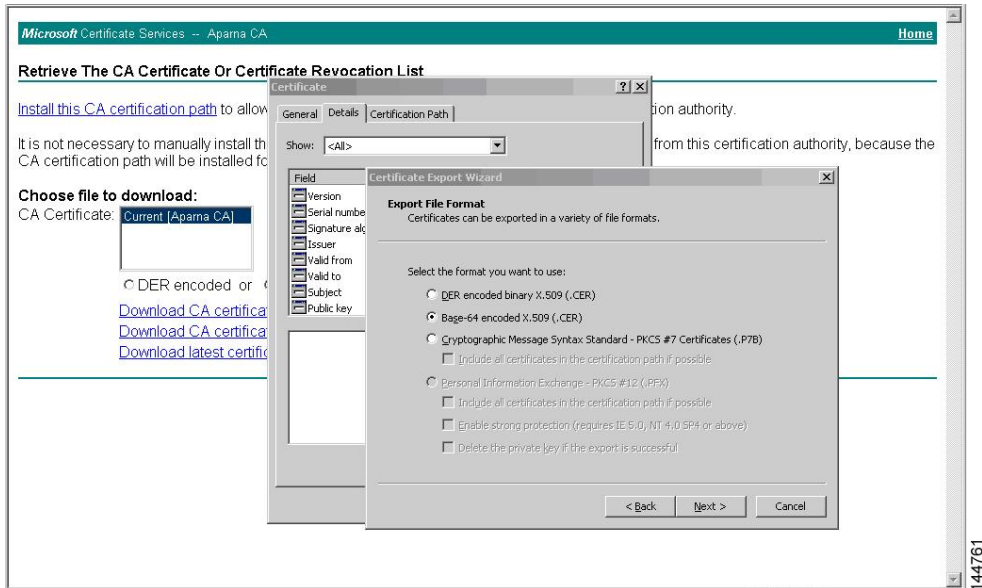 Microsoft Certificate Services -- Aparna CA Home
Retrieve The CA Certificate Or Certificate Revocation List
Install this CA certification path to allow
tion authority.
It is not necessary to manually install th
from this certification authority, because the
CA certification path will be installed fo
Choose file to download:
CA Certificate: Current [Aparna CA]
DER encoded or
Download CA certifica
Download CA certifica
Download latest certific
Certificate
General Details Certification Path
Show: <All>
Field
Version
Serial numbe
Signature alg
Issuer
Valid from
Valid to
Subject
Public key
Certificate Export Wizard
Export File Format
Certificates can be exported in a variety of file formats.
Select the format you want to use:
DER encoded binary X.509 (.CER)
Base-64 encoded X.509 (.CER)
Cryptographic Message Syntax Standard - PKCS #7 Certificates (.P7B)
Include all certificates in the certification path if possible
Personal Information Exchange - PKCS #12 (.PFX)
Include all certificates in the certification path if possible
Enable strong protection (requires IE 5.0, NT 4.0 SP4 or above)
Delete the private key if the export is successful
< Back Next > Cancel
144761